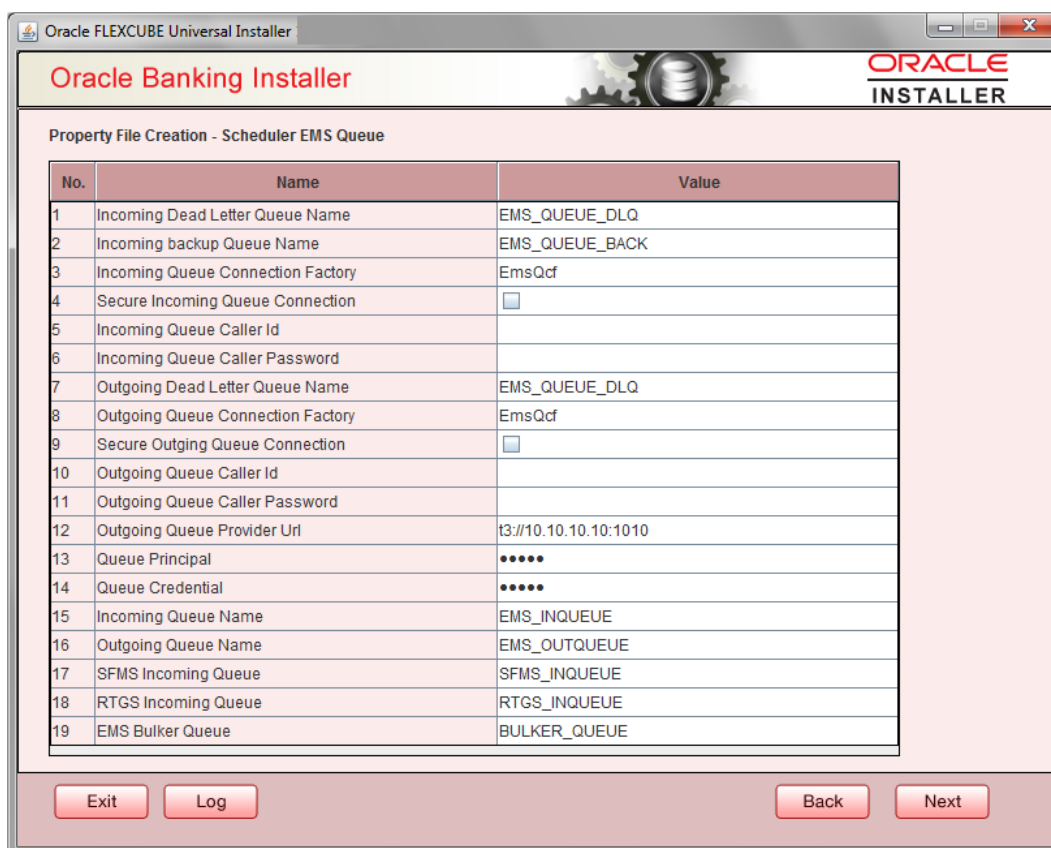 Oracle FLEXCUBE Universal Installer
Oracle Banking Installer
ORACLE
INSTALLER
Property File Creation - Scheduler EMS Queue
No. Name Value
1 Incoming Dead Letter Queue Name EMS_QUEUE_DLQ
2 Incoming backup Queue Name EMS_QUEUE_BACK
3 Incoming Queue Connection Factory EmsQcf
4 Secure Incoming Queue Connection
5 Incoming Queue Caller Id
6 Incoming Queue Caller Password
7 Outgoing Dead Letter Queue Name EMS_QUEUE_DLQ
8 Outgoing Queue Connection Factory EmsQcf
9 Secure Outging Queue Connection
10 Outgoing Queue Caller Id
11 Outgoing Queue Caller Password
12 Outgoing Queue Provider Url t3://10.10.10.10:1010
13 Queue Principal •••••
14 Queue Credential •••••
15 Incoming Queue Name EMS_INQUEUE
16 Outgoing Queue Name EMS_OUTQUEUE
17 SFMS Incoming Queue SFMS_INQUEUE
18 RTGS Incoming Queue RTGS_INQUEUE
19 EMS Bulker Queue BULKER_QUEUE
Exit Log Back Next